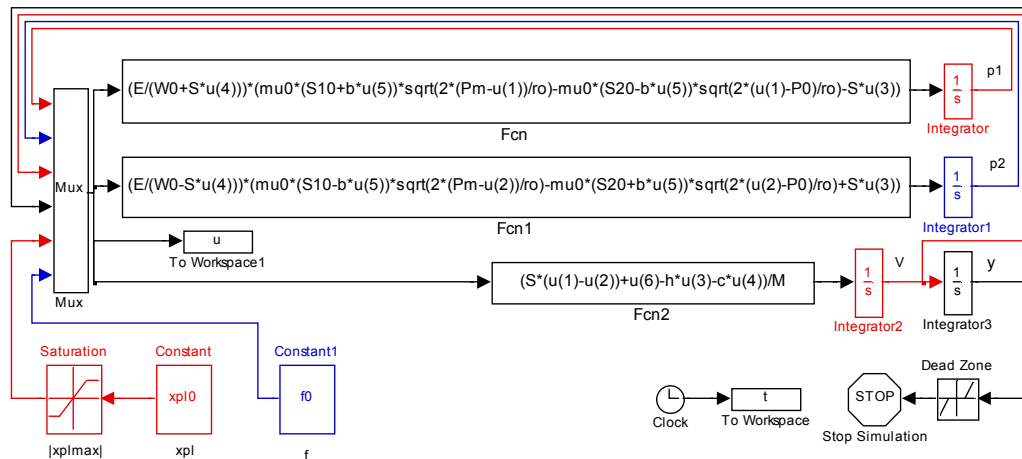 p1
(E/(W0+S*u(4)))*(mu0*(S10+b*u(5))*sqrt(2*(Pm-u(1))/ro)-mu0*(S20-b*u(5))*sqrt(2*(u(1)-P0)/ro)-S*u(3))
1
s
Fcn
Integrator
Mux
p2
(E/(W0-S*u(4)))*(mu0*(S10-b*u(5))*sqrt(2*(Pm-u(2))/ro)-mu0*(S20+b*u(5))*sqrt(2*(u(2)-P0)/ro)+S*u(3))
1
s
Fcn1
Integrator1
u
To Workspace1
V
y
(S*(u(1)-u(2))+u(6)-h*u(3)-c*u(4))/M
1
s
1
s
Mux
Fcn2
Integrator2
Integrator3
Saturation
Constant
Constant1
Dead Zone
xpl0
f0
t
STOP
Clock
To Workspace
Stop Simulation
|xplmax|
xpl
f